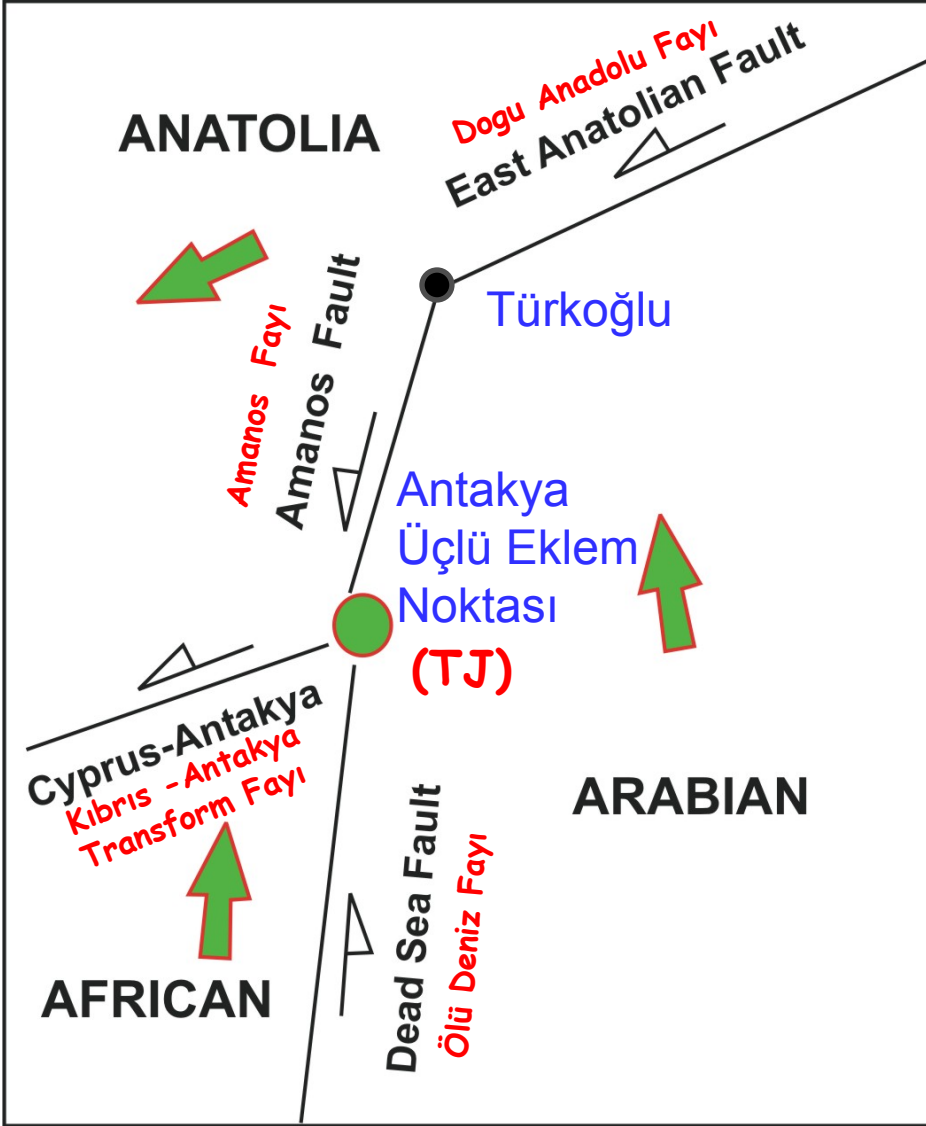 Dogu Anadolu Fayı
East Anatolian Fault
ANATOLIA
Türkoğlu
Amanos Fayı
Amanos Fault
Antakya
Üçlü Eklem
Noktası
(TJ)
Cyprus-Antakya
Kıbrıs -Antakya
Transform Fayı
ARABIAN
Dead Sea Fault
Ölü Deniz Fayı
AFRICAN